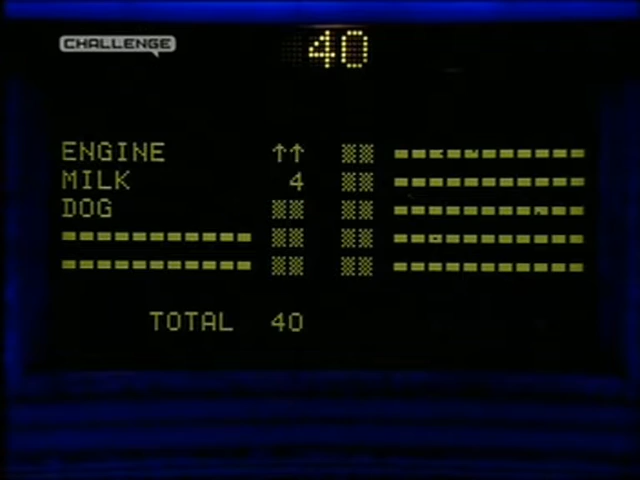 CHALLENGE
40
ENGINE ↑↑
MILK 4
DOG
TOTAL 40